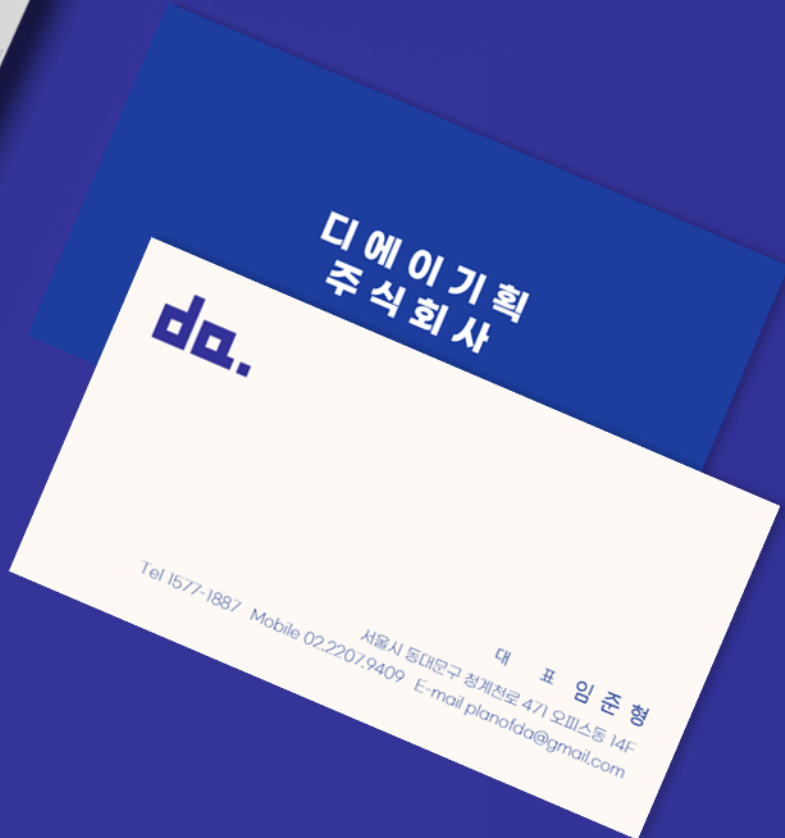 디에이기획
주식회사
da.
대 표 임준형
서울시 동대문구 청계천로 471 오피스동 14F
Tel 1577-1887 Mobile 02.2207.9409 E-mail planofda@gmail.com